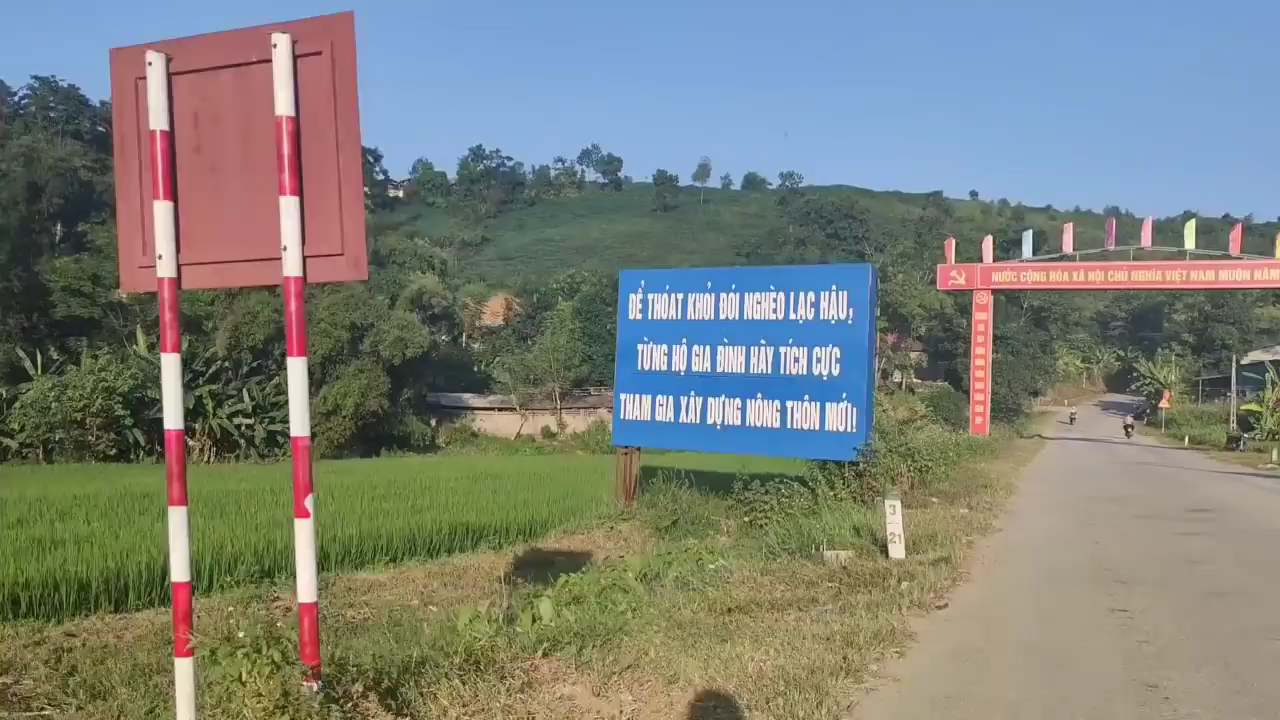 ĐỂ THÓAT KHỎI ĐÓI NGHÈO LẠC HẬU,
TỪNG HỘ GIA ĐÌNH HÃY TÍCH CỰC
THAM GIA XÂY DỰNG NÔNG THÔN MỚI!
NƯỚC CỘNG HÒA XÃ HỘI CHỦ NGHĨA VIỆT NAM MUÔN NĂM
3
21